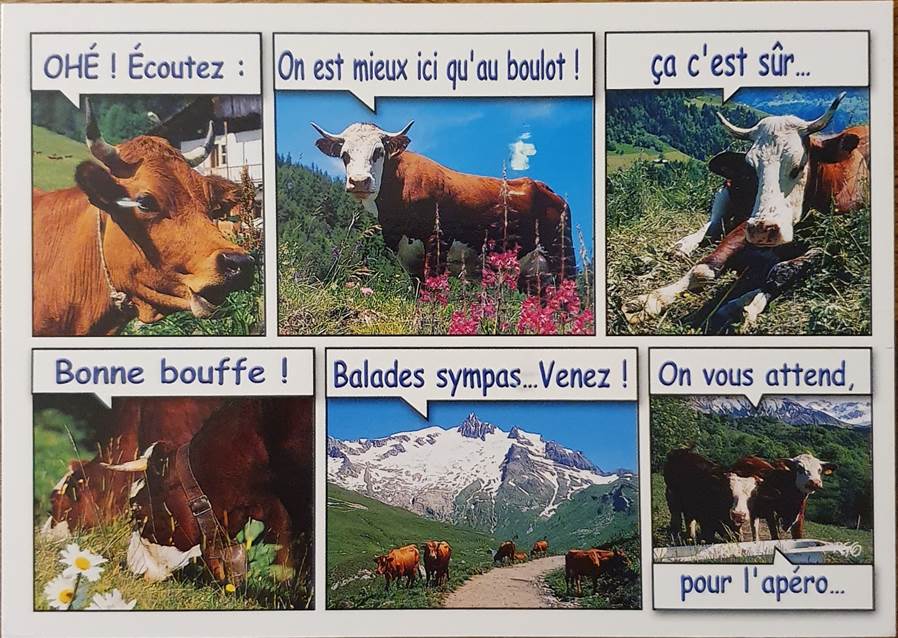 OHÉ ! Écoutez :
On est mieux ici qu'au boulot !
ça c'est sûr...
Bonne bouffe !
Balades sympas...Venez !
On vous attend,
pour l'apéro...